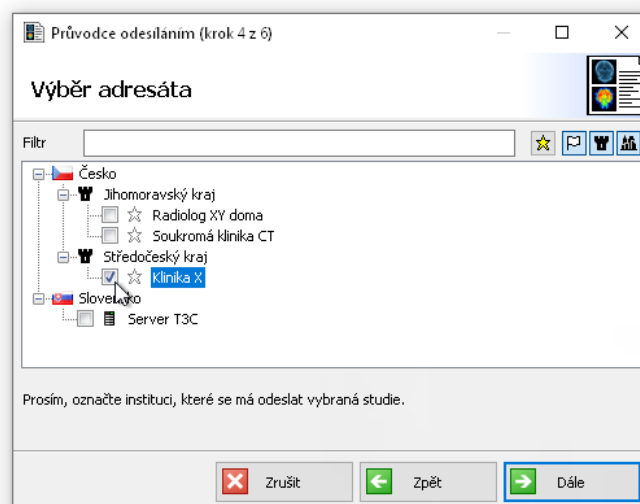 Průvodce odesíláním (krok 4 z 6)
Výběr adresáta
Filtr
Česko
Jihomoravský kraj
Radiolog XY doma
Soukromá klinika CT
Středočeský kraj
Klinika X
Slovensko
Server T3C
Prosím, označte instituci, které se má odeslat vybraná studie.
Zrušit
Zpět
Dále